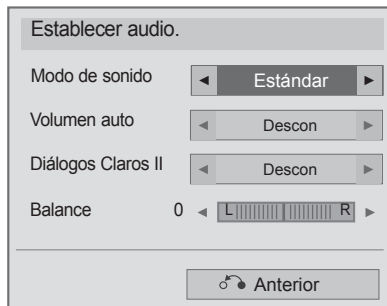 Establecer audio.
Modo de sonido ◄ Estándar ►
Volumen auto ◄ Descon ►
Diálogos Claros II ◄ Descon ►
Balance 0 ◄ L R ►
Anterior